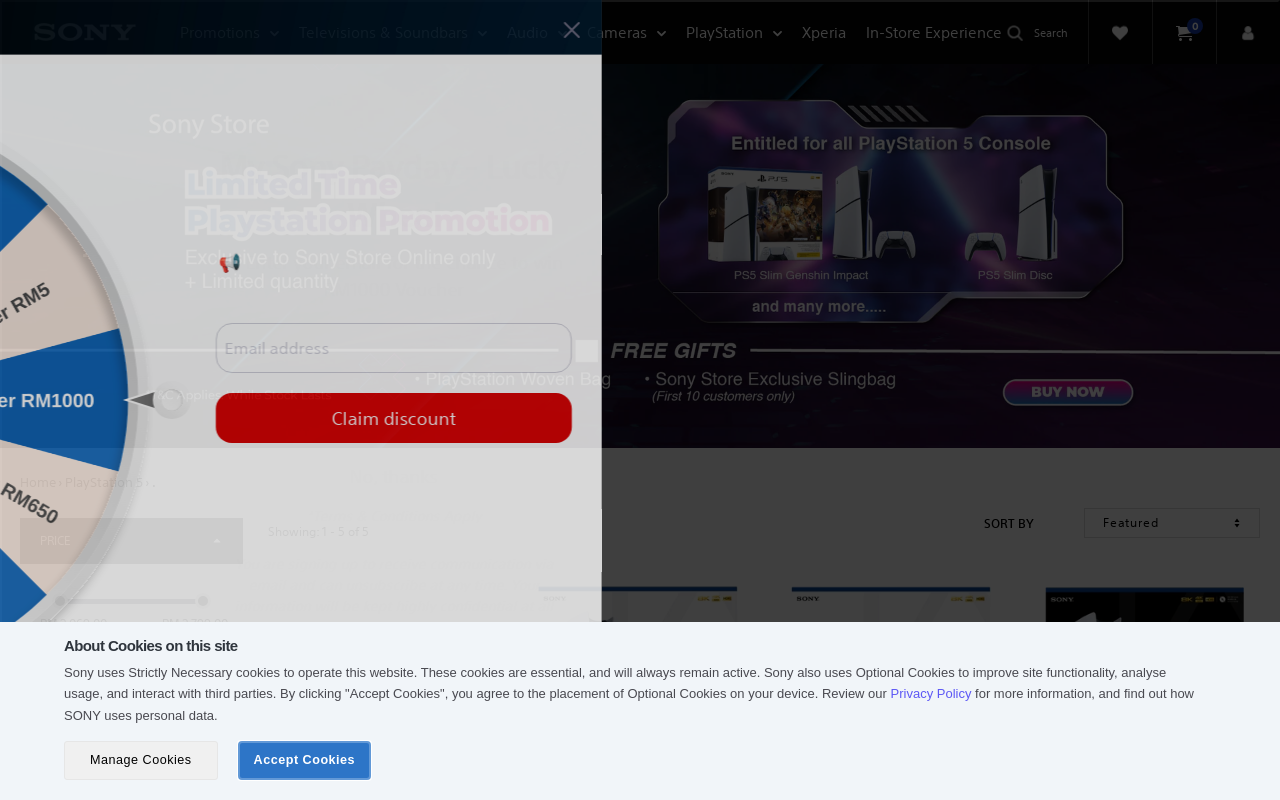 SONY
Promotions
Televisions & Soundbars
Audio
Cameras
PlayStation
Xperia
In-Store Experience
Search
0
Sony Store
Limited Time
Playstation Promotion
Exclusive to Sony Store Online only
+ Limited quantity
Entitled for all PlayStation 5 Console
PS5 Slim Genshin Impact
PS5 Slim Disc
and many more.....
er RM5
er RM1000
RM650
Email address
Claim discount
FREE GIFTS
• PlayStation Woven Bag
• Sony Store Exclusive Slingbag
(First 10 customers only)
BUY NOW
Home › PlayStation 5 ›
PRICE
Showing: 1 - 5 of 5
SORT BY
Featured
SONY
SONY
SONY
About Cookies on this site
Sony uses Strictly Necessary cookies to operate this website. These cookies are essential, and will always remain active. Sony also uses Optional Cookies to improve site functionality, analyse
usage, and interact with third parties. By clicking "Accept Cookies", you agree to the placement of Optional Cookies on your device. Review our Privacy Policy for more information, and find out how
SONY uses personal data.
Manage Cookies
Accept Cookies